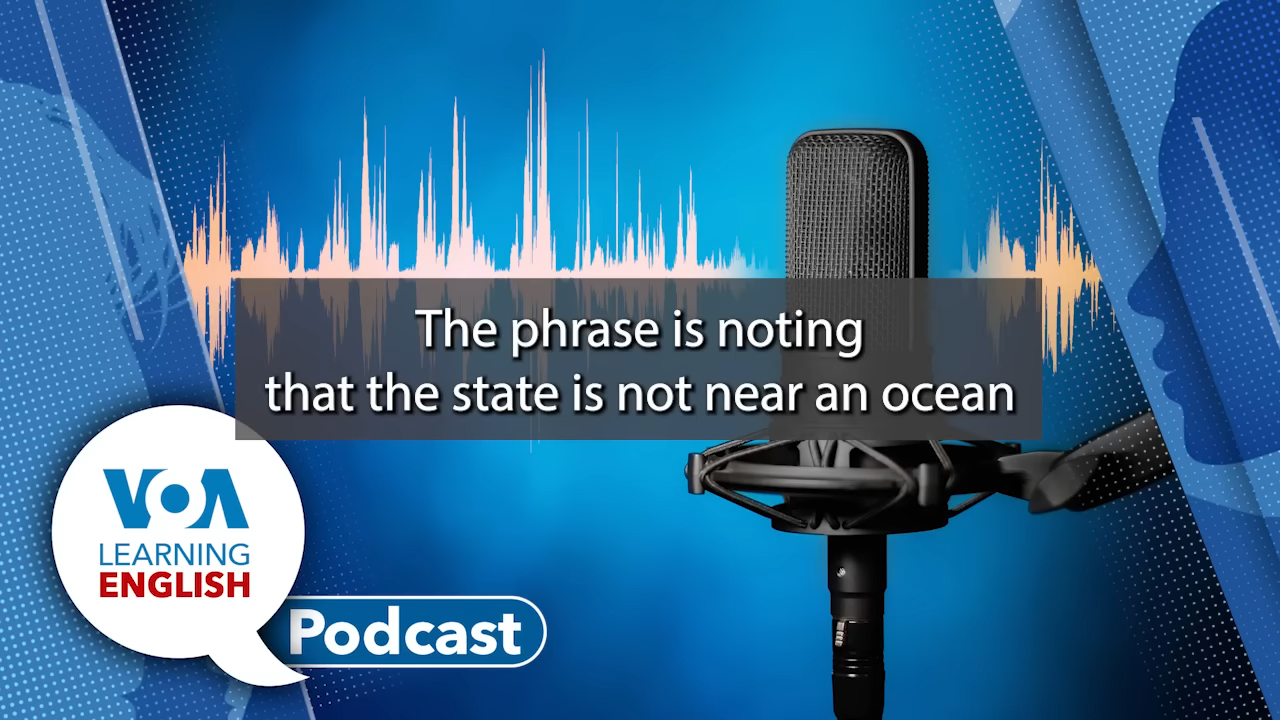 The phrase is noting
that the state is not near an ocean
VOA
LEARNING
ENGLISH
Podcast